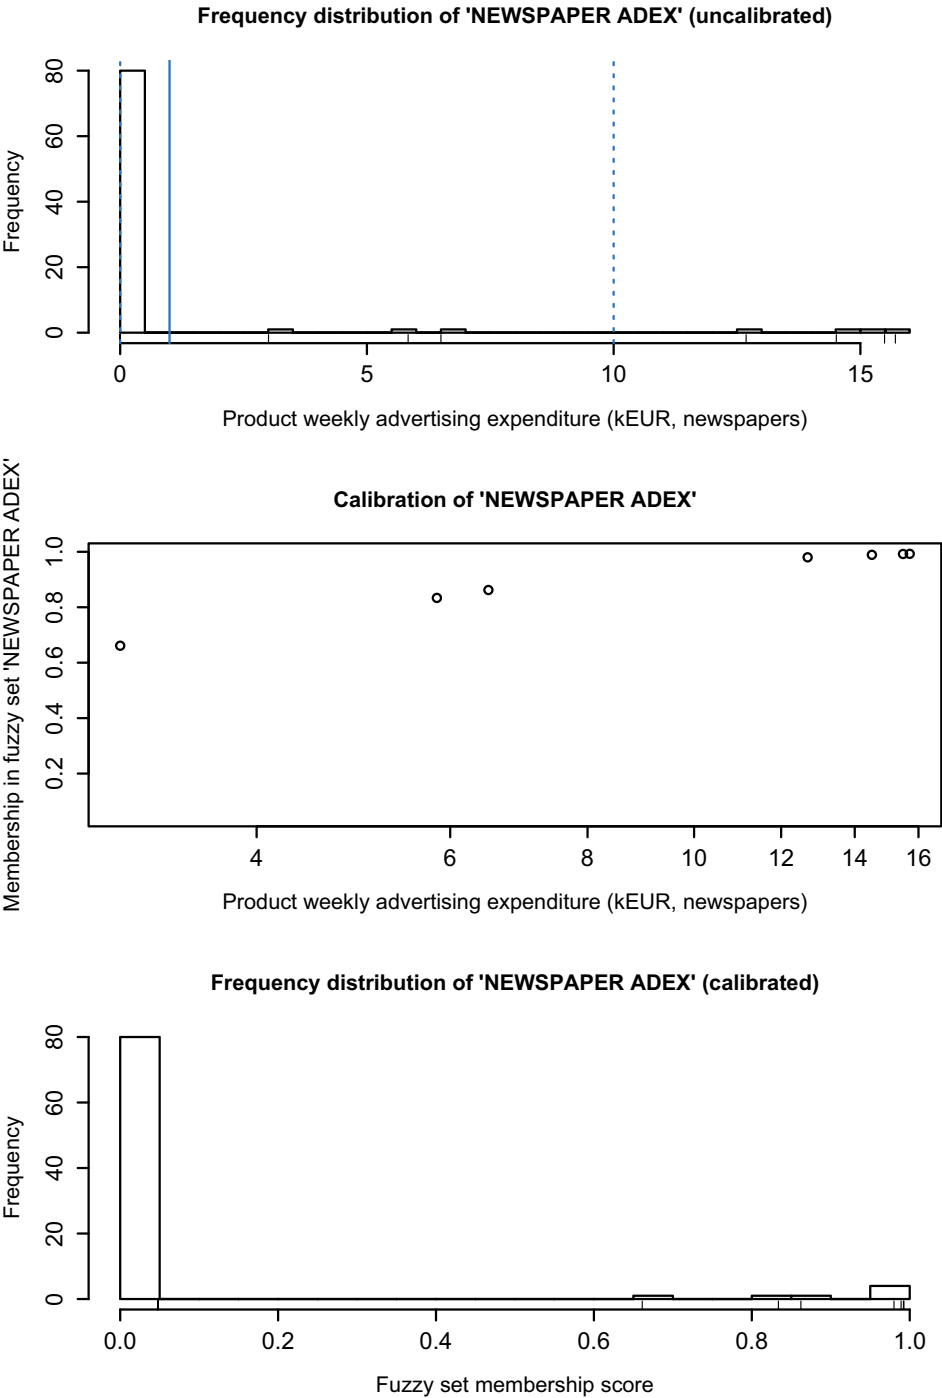 Frequency distribution of 'NEWSPAPER ADEX' (uncalibrated)
Frequency
80
60
40
20
0
0 5 10 15
Product weekly advertising expenditure (kEUR, newspapers)
Calibration of 'NEWSPAPER ADEX'
Membership in fuzzy set 'NEWSPAPER ADEX'
1.0
0.8
0.6
0.4
0.2
4 6 8 10 12 14 16
Product weekly advertising expenditure (kEUR, newspapers)
Frequency distribution of 'NEWSPAPER ADEX' (calibrated)
Frequency
80
60
40
20
0
0.0 0.2 0.4 0.6 0.8 1.0
Fuzzy set membership score